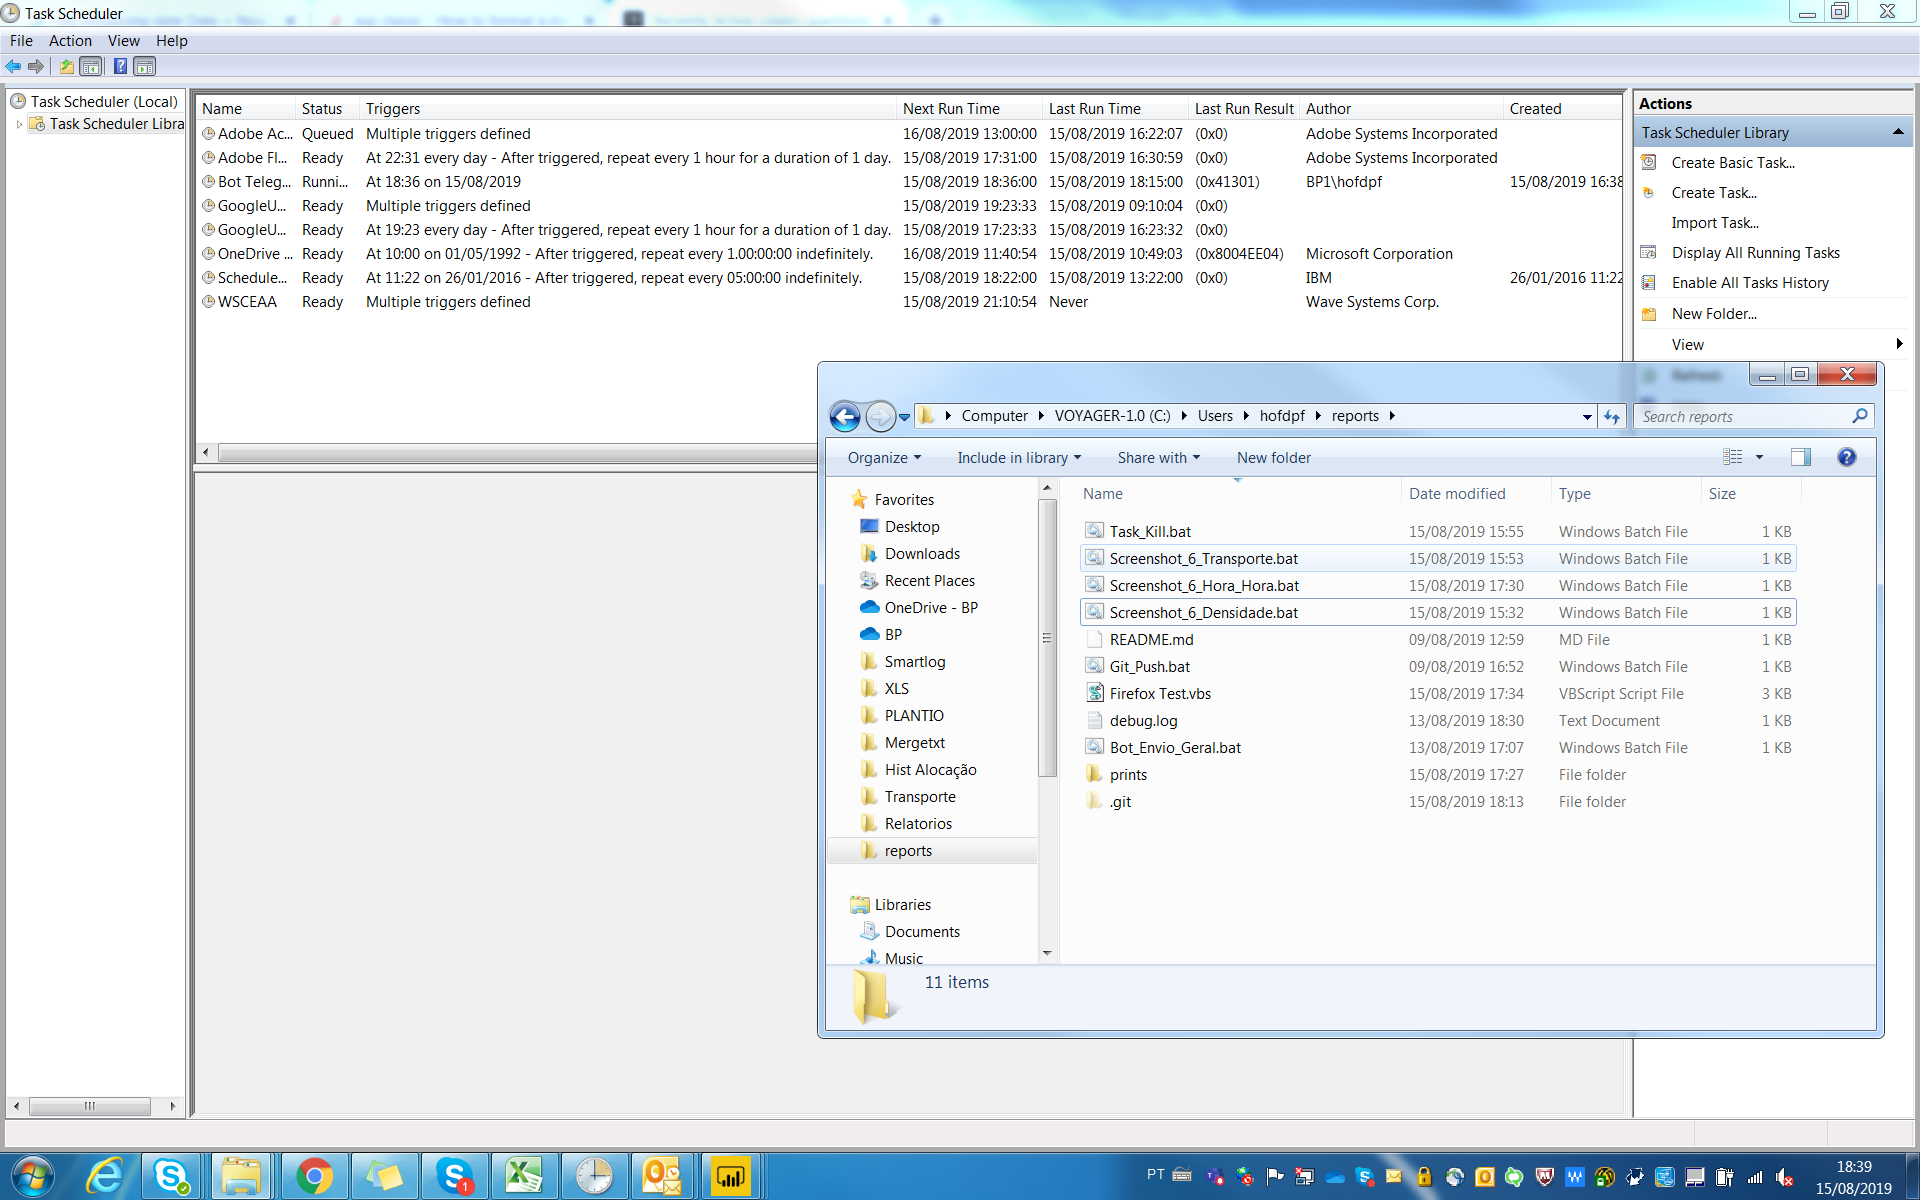 Task Scheduler
File Action View Help
Task Scheduler (Local)
Task Scheduler Libra
Name Status Triggers Next Run Time Last Run Time Last Run Result Author Created
Adobe Ac... Queued Multiple triggers defined 16/08/2019 13:00:00 15/08/2019 16:22:07 (0x0) Adobe Systems Incorporated
Adobe Fl... Ready At 22:31 every day - After triggered, repeat every 1 hour for a duration of 1 day. 15/08/2019 17:31:00 15/08/2019 16:30:59 (0x0) Adobe Systems Incorporated
Bot Teleg... Runni... At 18:36 on 15/08/2019 15/08/2019 18:36:00 15/08/2019 18:15:00 (0x41301) BP1\hofdpf 15/08/2019 16:38
GoogleU... Ready Multiple triggers defined 15/08/2019 19:23:33 15/08/2019 09:10:04 (0x0)
GoogleU... Ready At 19:23 every day - After triggered, repeat every 1 hour for a duration of 1 day. 15/08/2019 17:23:33 15/08/2019 16:23:32 (0x0)
OneDrive ... Ready At 10:00 on 01/05/1992 - After triggered, repeat every 1.00:00:00 indefinitely. 16/08/2019 11:40:54 15/08/2019 10:49:03 (0x8004EE04) Microsoft Corporation
Schedule... Ready At 11:22 on 26/01/2016 - After triggered, repeat every 05:00:00 indefinitely. 15/08/2019 18:22:00 15/08/2019 13:22:00 (0x0) IBM 26/01/2016 11:22
WSCEAA Ready Multiple triggers defined 15/08/2019 21:10:54 Never Wave Systems Corp.
Actions
Task Scheduler Library
Create Basic Task...
Create Task...
Import Task...
Display All Running Tasks
Enable All Tasks History
New Folder...
View
Refresh
Computer VOYAGER-1.0 (C:) Users hofdpf reports
Search reports
Organize Include in library Share with New folder
Favorites
Desktop
Downloads
Recent Places
OneDrive - BP
BP
Smartlog
XLS
PLANTIO
Mergetxt
Hist Alocação
Transporte
Relatorios
reports
Libraries
Documents
Music
Name Date modified Type Size
Task_Kill.bat 15/08/2019 15:55 Windows Batch File 1 KB
Screenshot_6_Transporte.bat 15/08/2019 15:53 Windows Batch File 1 KB
Screenshot_6_Hora_Hora.bat 15/08/2019 17:30 Windows Batch File 1 KB
Screenshot_6_Densidade.bat 15/08/2019 15:32 Windows Batch File 1 KB
README.md 09/08/2019 12:59 MD File 1 KB
Git_Push.bat 09/08/2019 16:52 Windows Batch File 1 KB
Firefox Test.vbs 15/08/2019 17:34 VBScript Script File 3 KB
debug.log 13/08/2019 18:30 Text Document 1 KB
Bot_Envio_Geral.bat 13/08/2019 17:07 Windows Batch File 1 KB
prints 15/08/2019 17:27 File folder
.git 15/08/2019 18:13 File folder
11 items
PT
18:39
15/08/2019